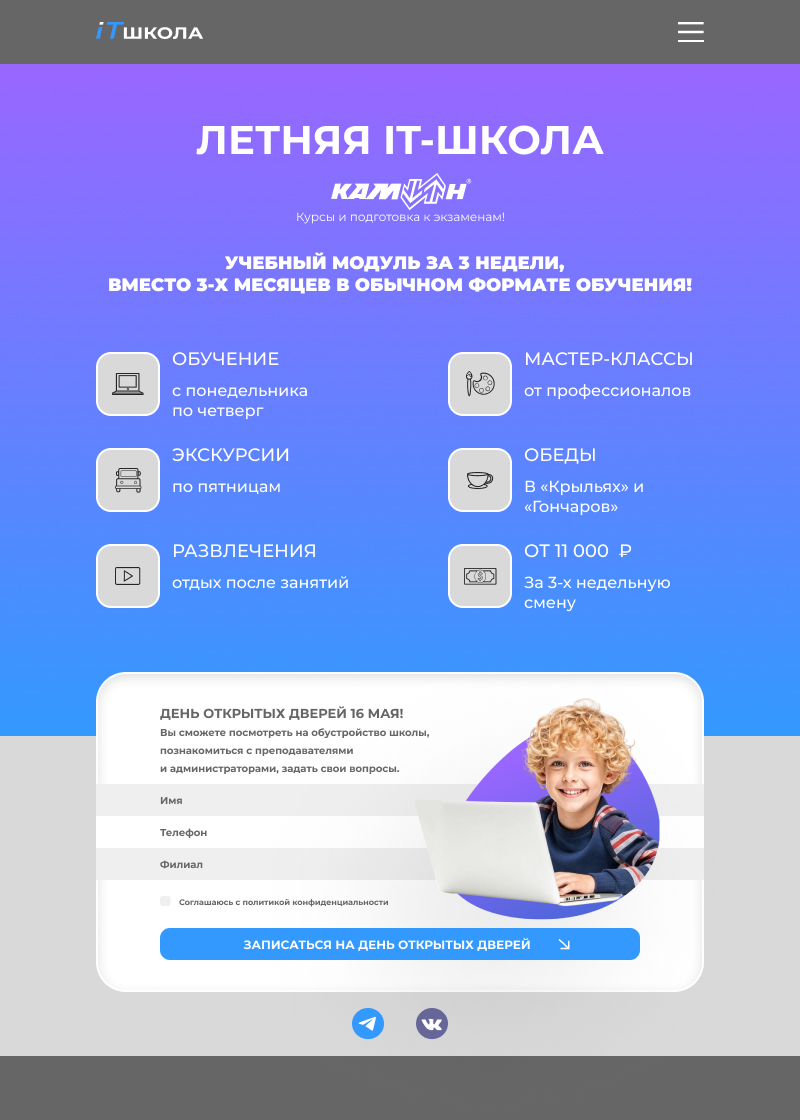 iTШКОЛА
ЛЕТНЯЯ IT-ШКОЛА
КАМИН®
Курсы и подготовка к экзаменам!
УЧЕБНЫЙ МОДУЛЬ ЗА 3 НЕДЕЛИ,
ВМЕСТО 3-Х МЕСЯЦЕВ В ОБЫЧНОМ ФОРМАТЕ ОБУЧЕНИЯ!
ОБУЧЕНИЕ
с понедельника
по четверг
МАСТЕР-КЛАССЫ
от профессионалов
ЭКСКУРСИИ
по пятницам
ОБЕДЫ
В «Крыльях» и
«Гончаров»
РАЗВЛЕЧЕНИЯ
отдых после занятий
ОТ 11 000 ₽
За 3-х недельную
смену
ДЕНЬ ОТКРЫТЫХ ДВЕРЕЙ 16 МАЯ!
Вы сможете посмотреть на обустройство школы,
познакомиться с преподавателями
и администраторами, задать свои вопросы.
Имя
Телефон
Филиал
Соглашаюсь с политикой конфиденциальности
ЗАПИСАТЬСЯ НА ДЕНЬ ОТКРЫТЫХ ДВЕРЕЙ